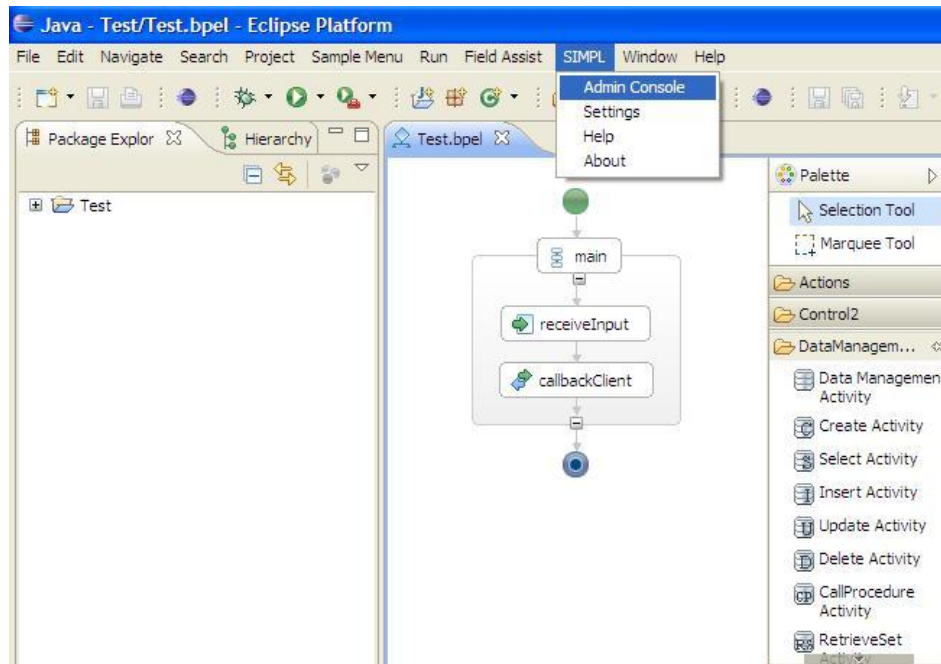 Java - Test/Test.bpel - Eclipse Platform
File Edit Navigate Search Project Sample Menu Run Field Assist SIMPL Window Help
Admin Console
Settings
Help
About
Package Explor
Hierarchy
Test.bpel
Test
main
receiveInput
callbackClient
Palette
Selection Tool
Marquee Tool
Actions
Control2
DataManagem...
Data Managemen
Activity
Create Activity
Select Activity
Insert Activity
Update Activity
Delete Activity
CallProcedure
Activity
RetrieveSet
Activity